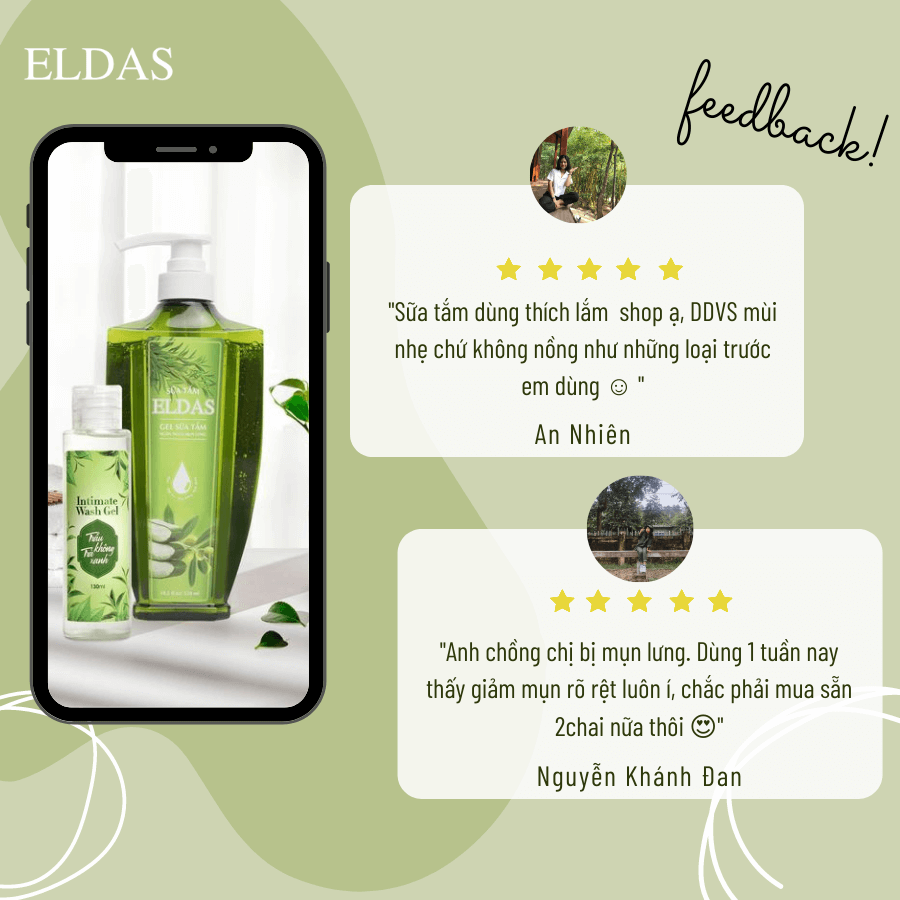 ELDAS
feedback!
SỮA TẮM
ELDAS
GEL SỮA TẮM
Intimate
Wash Gel
Trầu
không
Trà
xanh
150ml
"Sữa tắm dùng thích lắm  shop ạ, DDVS mùi
nhẹ chứ không nồng như những loại trước
em dùng ☺ "
An Nhiên
"Anh chồng chị bị mụn lưng. Dùng 1 tuần nay
thấy giảm mụn rõ rệt luôn í, chắc phải mua sẵn
2chai nữa thôi 😍"
Nguyễn Khánh Đan